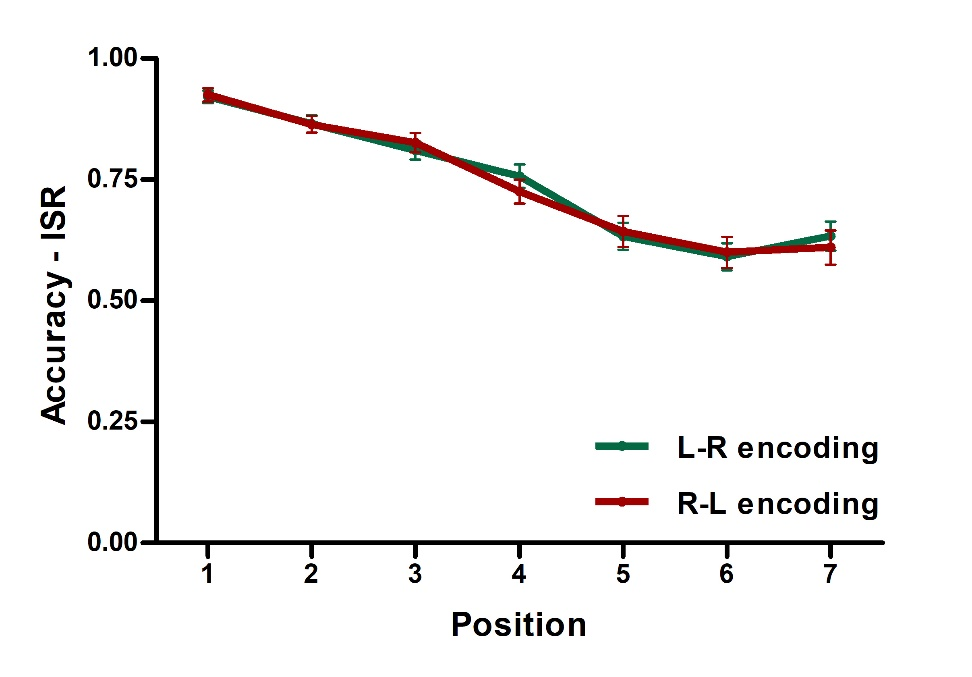 1.00
0.75
0.50
0.25
0.00
Accuracy - ISR
L-R encoding
R-L encoding
1 2 3 4 5 6 7
Position